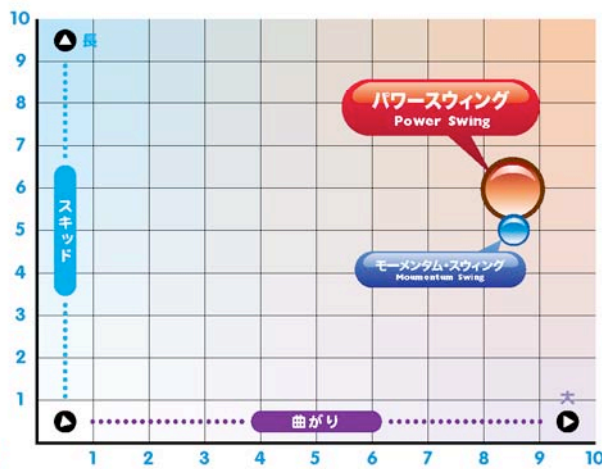 10
長
9
8
パワースウィング
Power Swing
7
6
スキッド
5
モーメンタム・スウィング
Moumentum Swing
4
3
2
1
大
曲がり
1 2 3 4 5 6 7 8 9 10